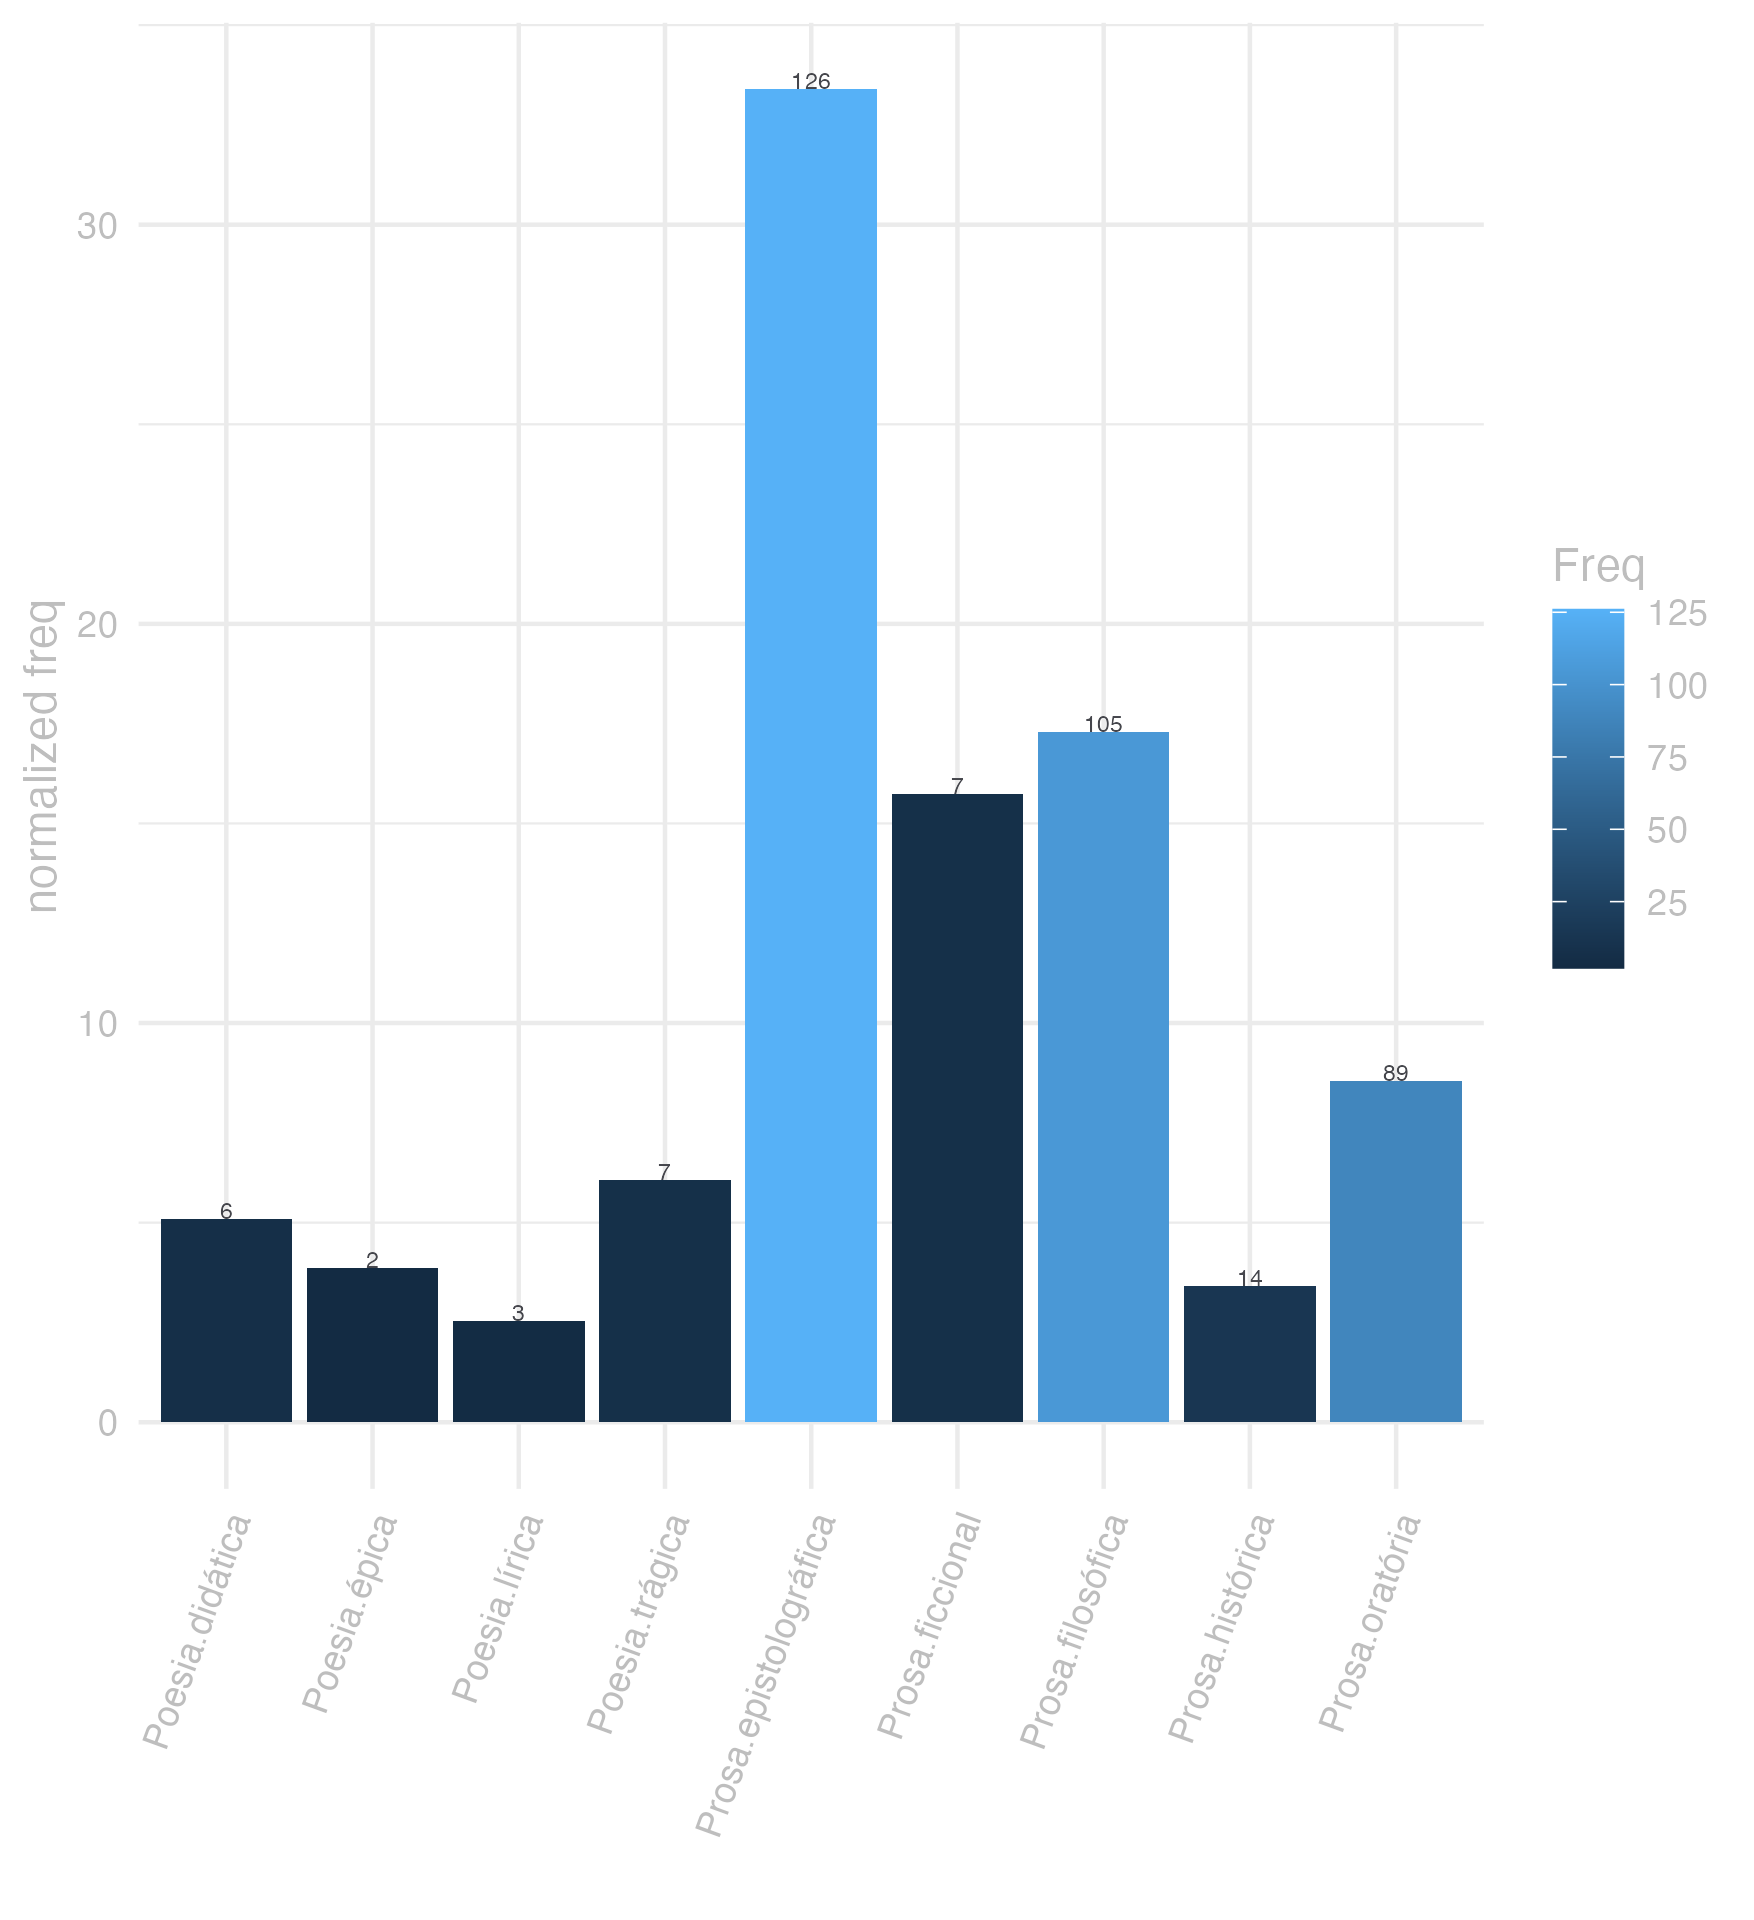 normalized freq
30
20
10
0
6
2
3
7
126
7
105
14
89
Poesia.didática
Poesia.épica
Poesia.lírica
Poesia.trágica
Prosa.epistolográfica
Prosa.ficcional
Prosa.filosófica
Prosa.histórica
Prosa.oratória
Freq
125
100
75
50
25